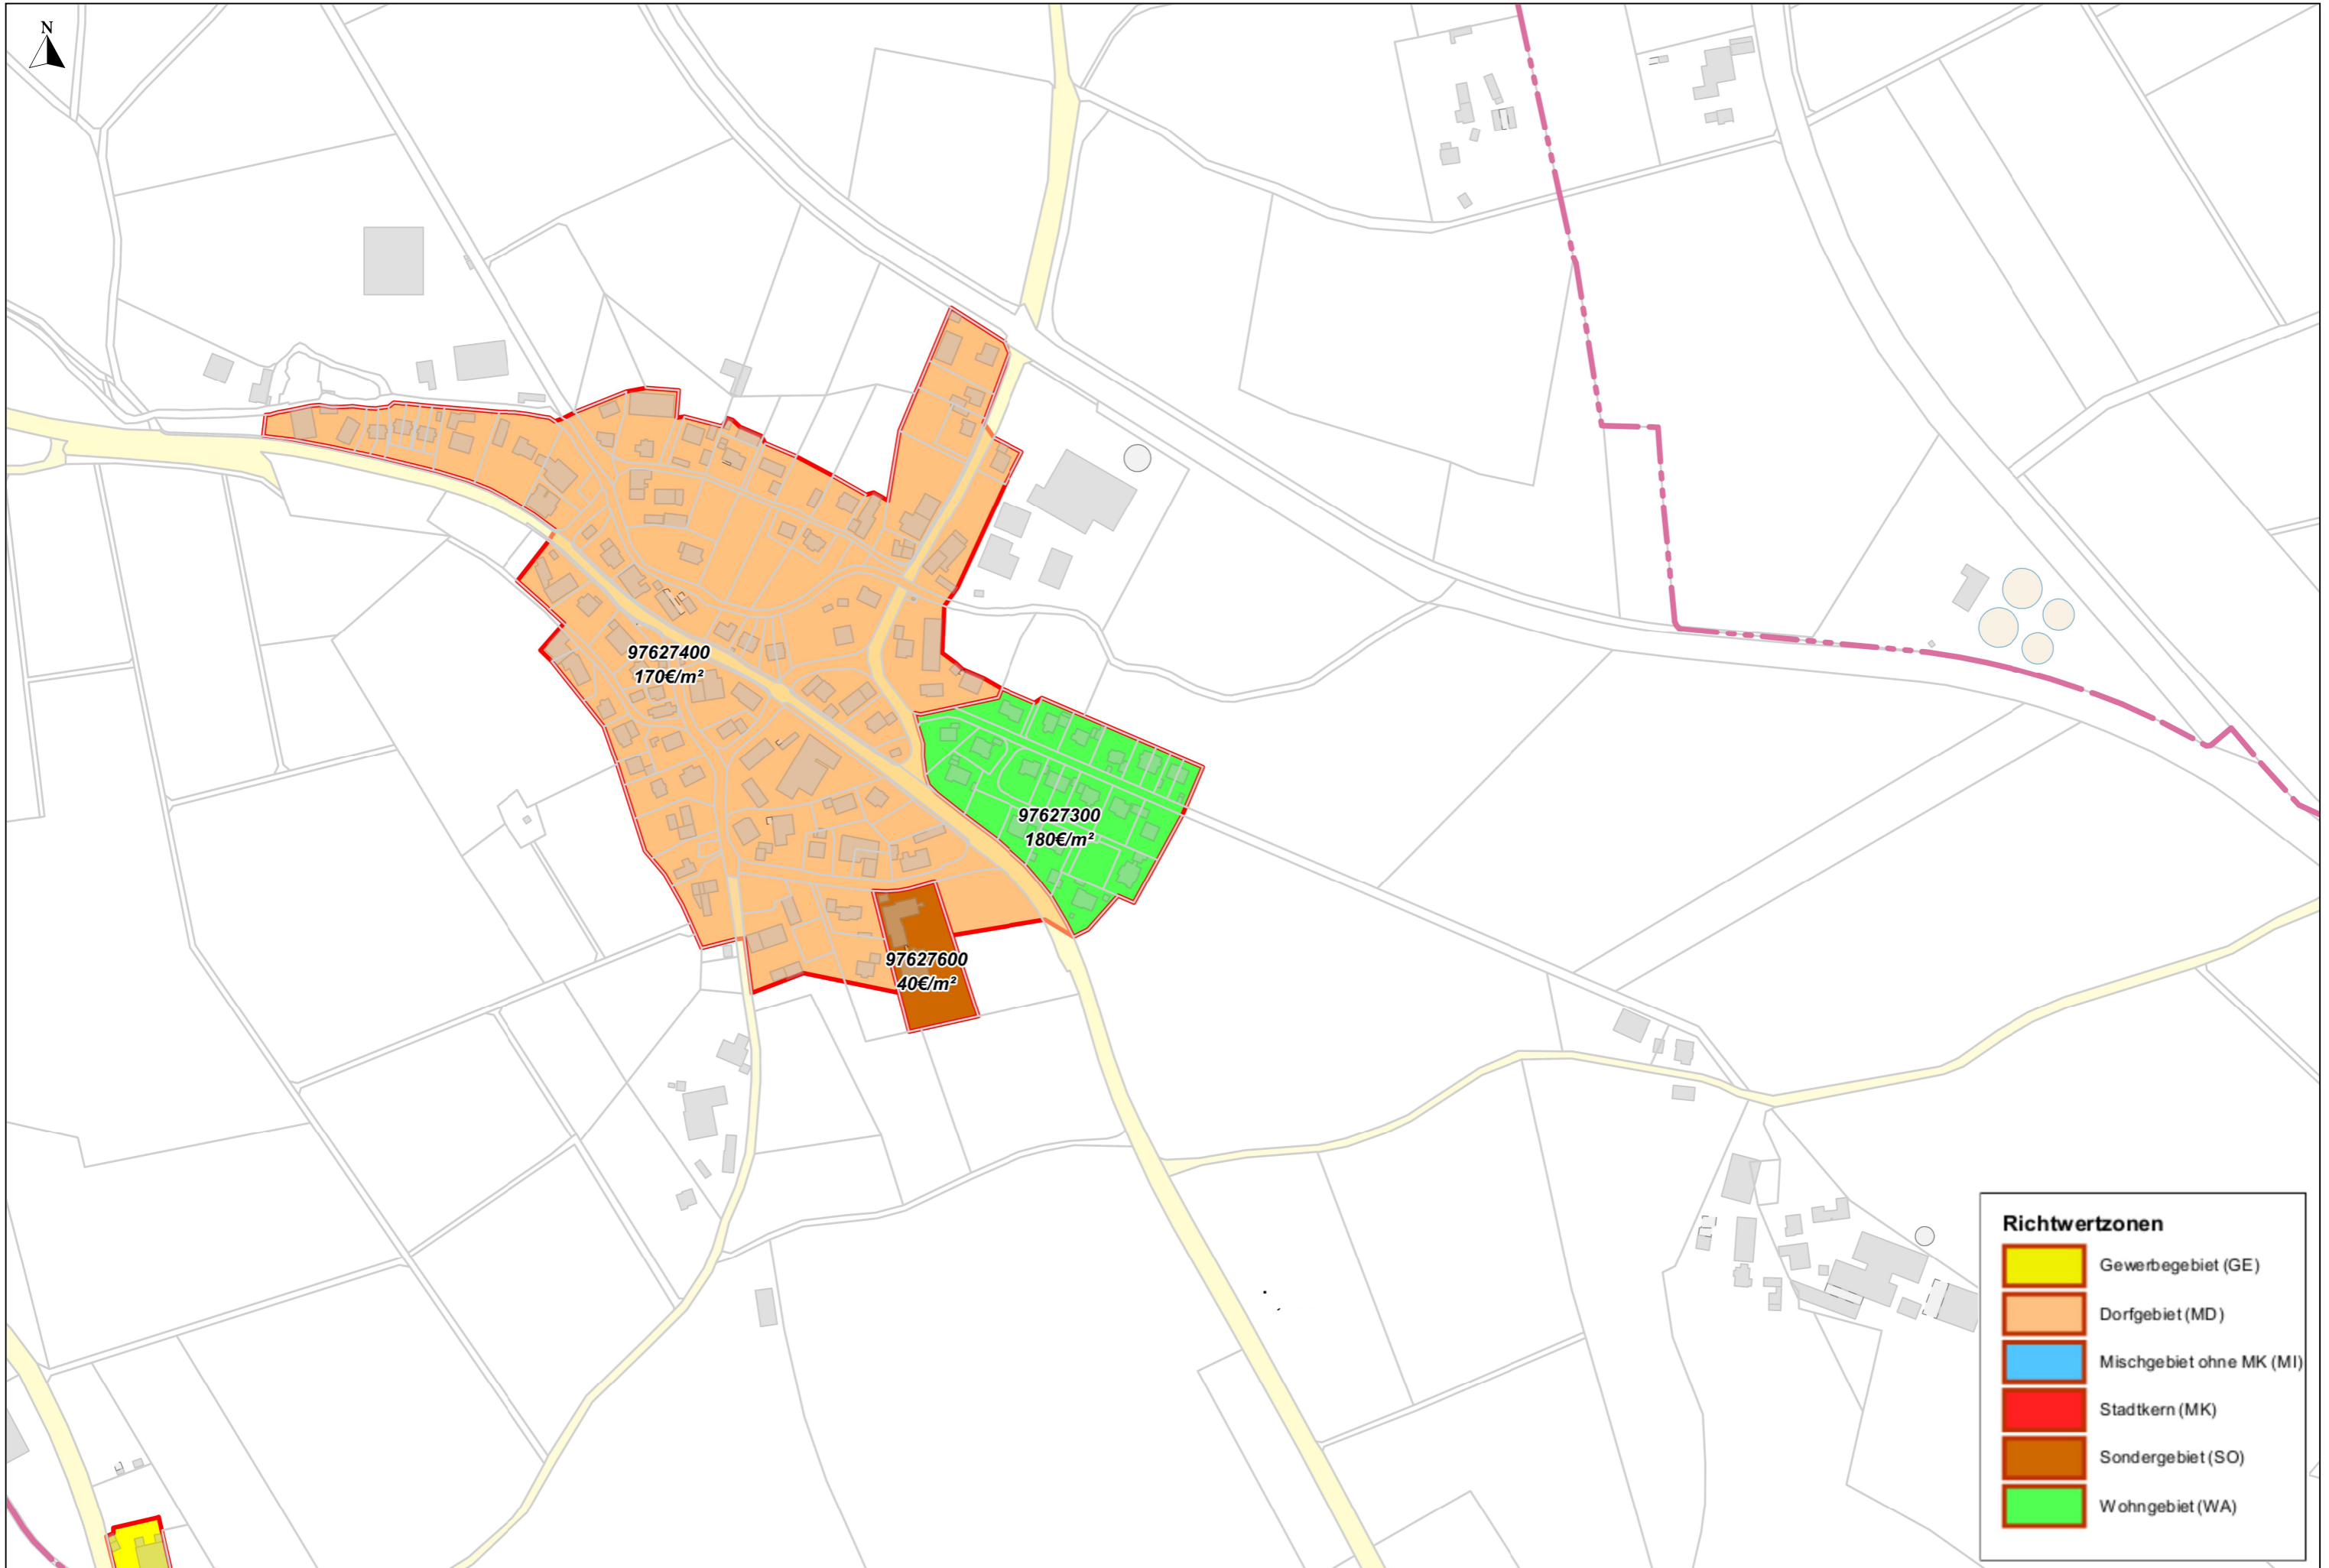 N
97627400
170€/m²
97627300
180€/m²
97627600
40€/m²
Richtwertzonen
Gewerbegebiet (GE)
Dorfgebiet (MD)
Mischgebiet ohne MK (MI)
Stadtkern (MK)
Sondergebiet (SO)
Wohngebiet (WA)